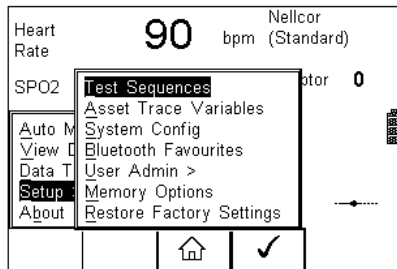 Heart
Rate
90
bpm
Nellcor
(Standard)
SPO2
0
Test Sequences
Asset Trace Variables
System Config
Bluetooth Favourites
User Admin >
Memory Options
Restore Factory Settings
Auto M
View D
Data T
Setup
About